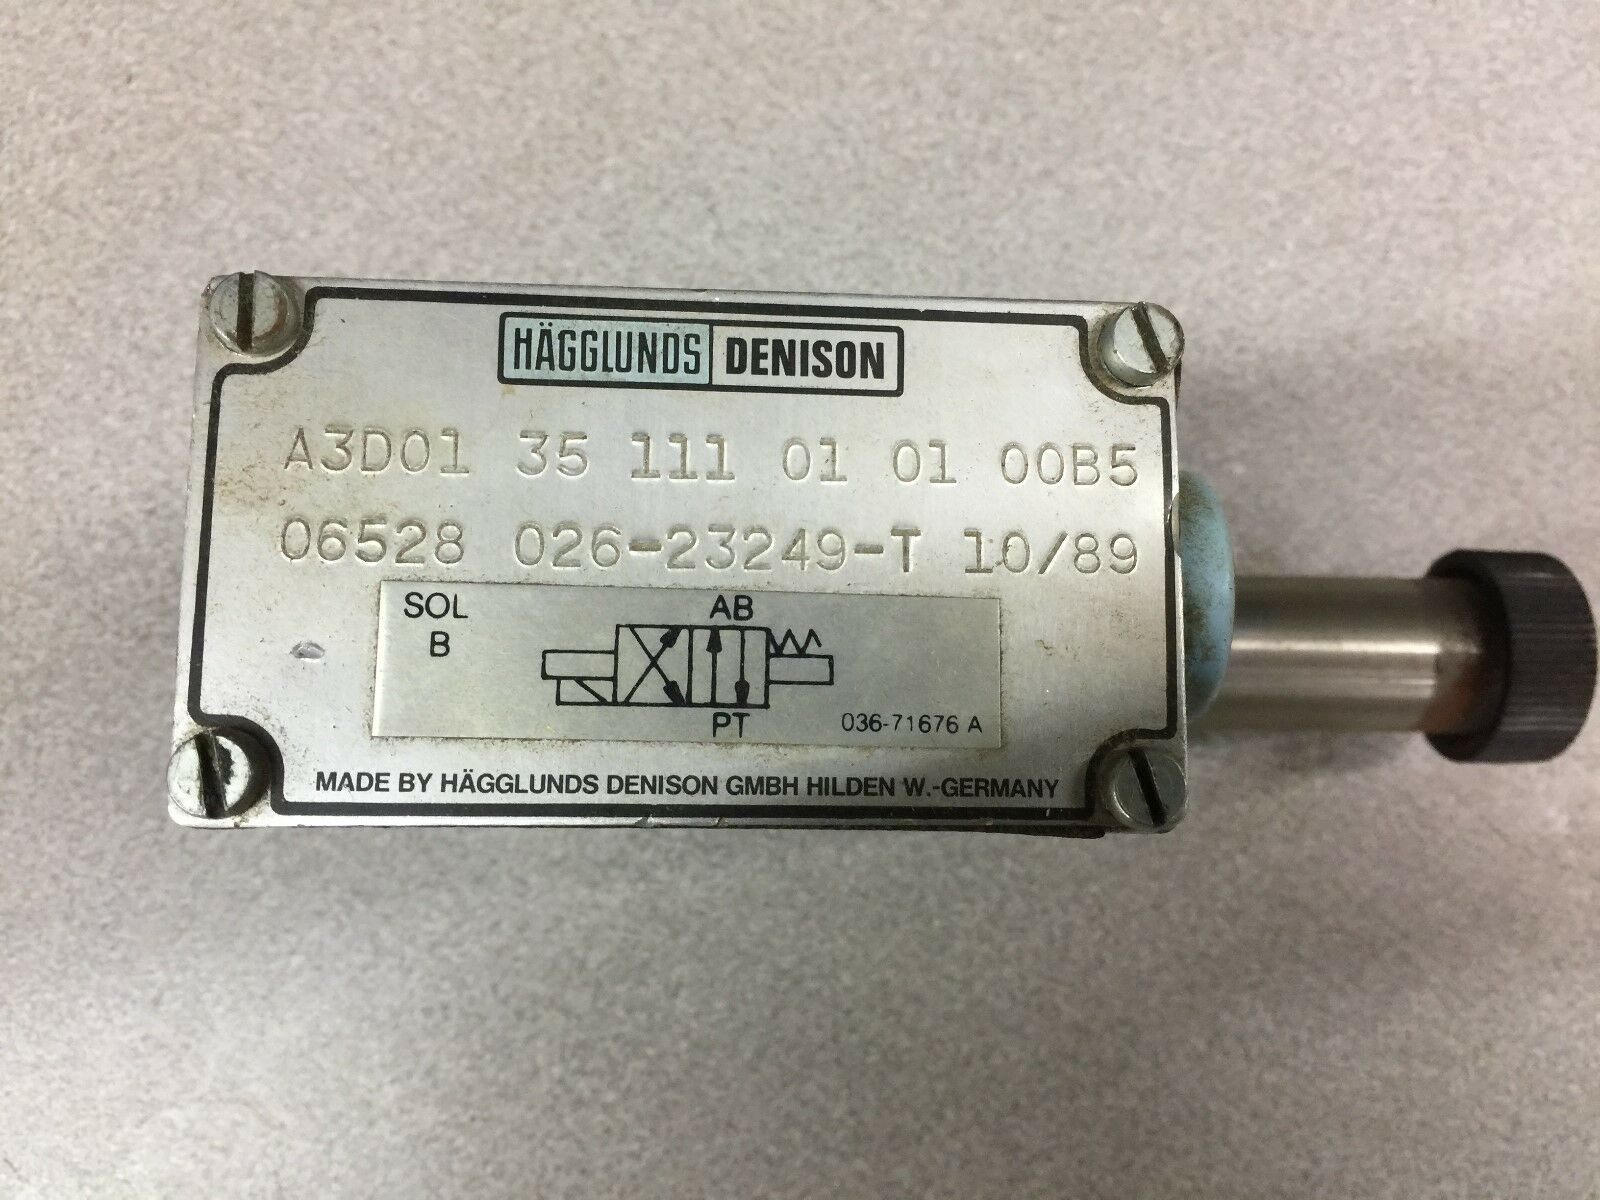 HÄGGLUNDS DENISON
A3D01 35 111 01 01 00B5
06528 026-23249-T 10/89
SOL
B
AB
PT
036-71676 A
MADE BY HÄGGLUNDS DENISON GMBH HILDEN W.-GERMANY